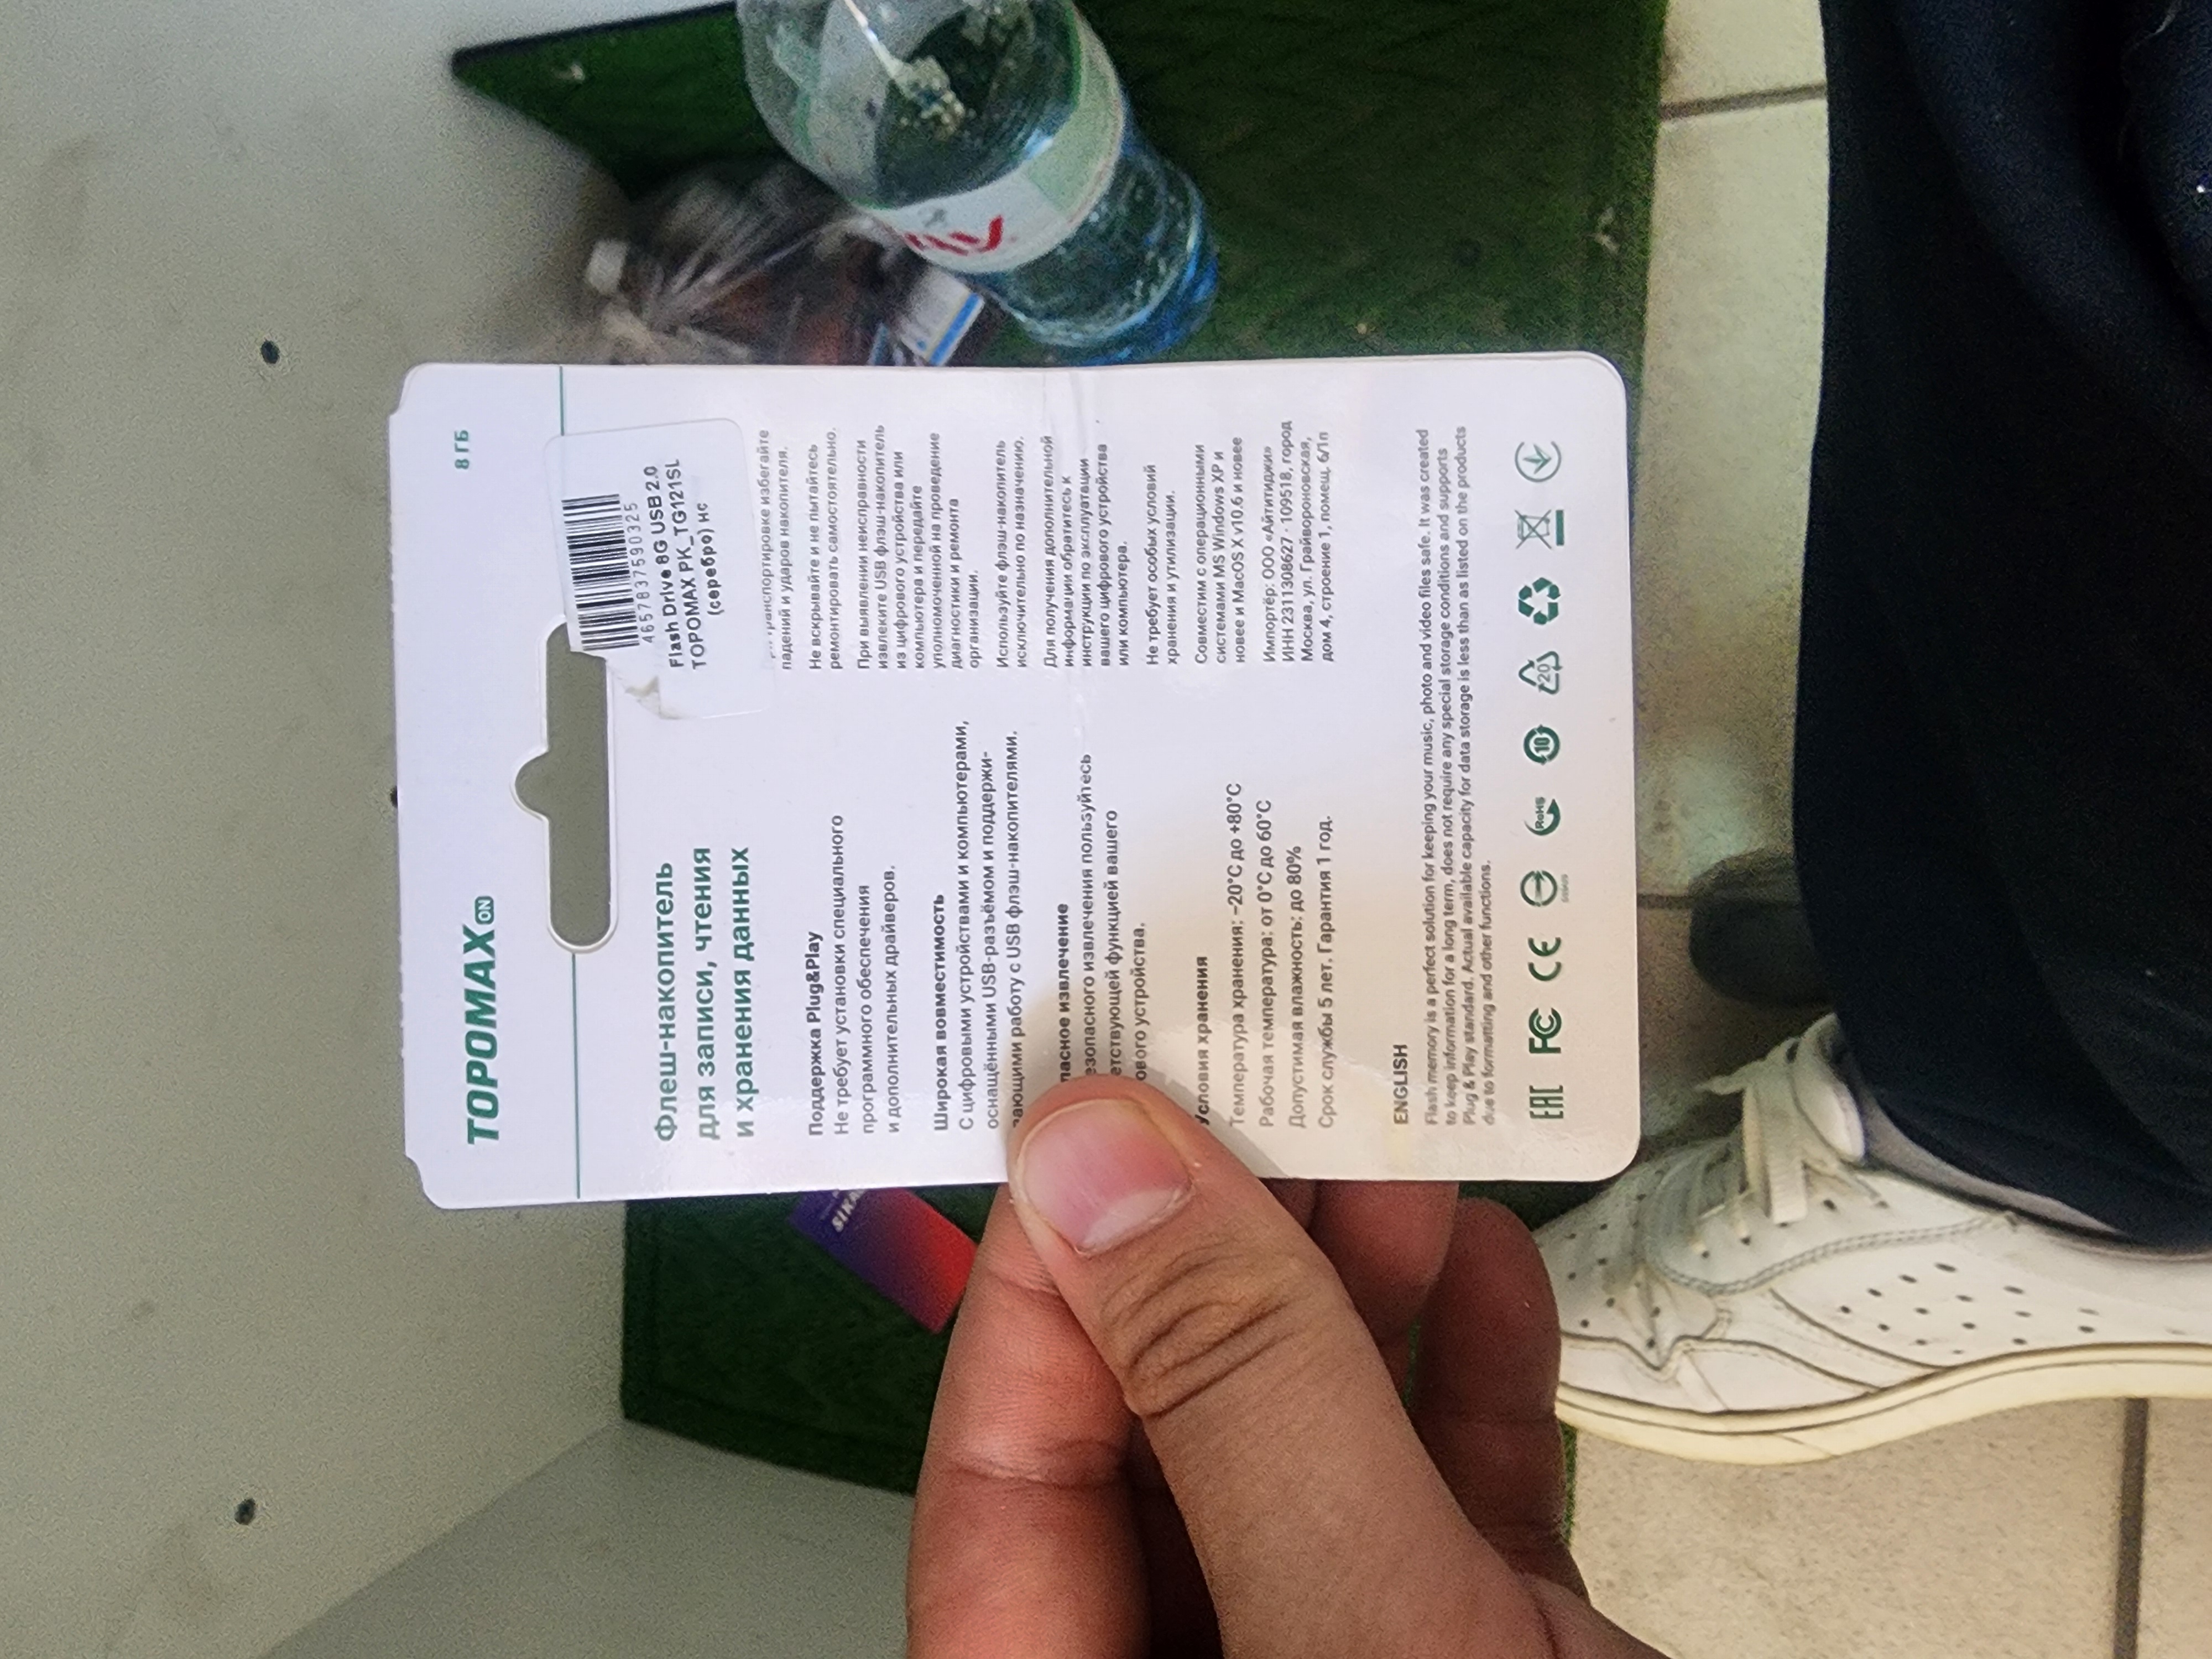 TOPOMAX ON
8 ГБ
4657837590325
Flash Drive 8G USB 2.0
TOPOMAX PK_TG121SL
(серебро) нс
Флеш-накопитель
для записи, чтения
и хранения данных
Поддержка Plug&Play
Не требует установки специального
программного обеспечения
и дополнительных драйверов.
Широкая вовместимость
С цифровыми устройствами и компьютерами,
оснащёнными USB-разъёмом и поддержи-
вающими работу с USB флэш-накопителями.
извлечение
извлечения пользуйтесь
функцией вашего
устройства.
Условия хранения
Температура хранения: −20°C до +80°C
Рабочая температура: от 0°C до 60°C
Допустимая влажность: до 80%
Срок службы 5 лет. Гарантия 1 год.
транспортировке избегайте
падений и ударов накопителя.
Не вскрывайте и не пытайтесь
ремонтировать самостоятельно.
При выявлении неисправности
извлеките USB флэш-накопитель
из цифрового устройства или
компьютера и передайте
уполномоченной на проведение
диагностики и ремонта
организации.
Используйте флэш-накопитель
исключительно по назначению.
Для получения дополнительной
информации обратитесь к
инструкции по эксплуатации
вашего цифрового устройства
или компьютера.
Не требует особых условий
хранения и утилизации.
Совместим с операционными
системами MS Windows XP и
новее и MacOS X v10.6 и новее
Импортёр: ООО «Айтитиджи»
ИНН 2311308627 · 109518, город
Москва, ул. Грайвороновская,
дом 4, строение 1, помещ. 6/1п
ENGLISH
Flash memory is a perfect solution for keeping your music, photo and video files safe. It was created
to keep information for a long term, does not require any special storage conditions and supports
Plug & Play standard. Actual available capacity for data storage is less than as listed on the products
due to formatting and other functions.
EAC FC CE RoHS 10 20